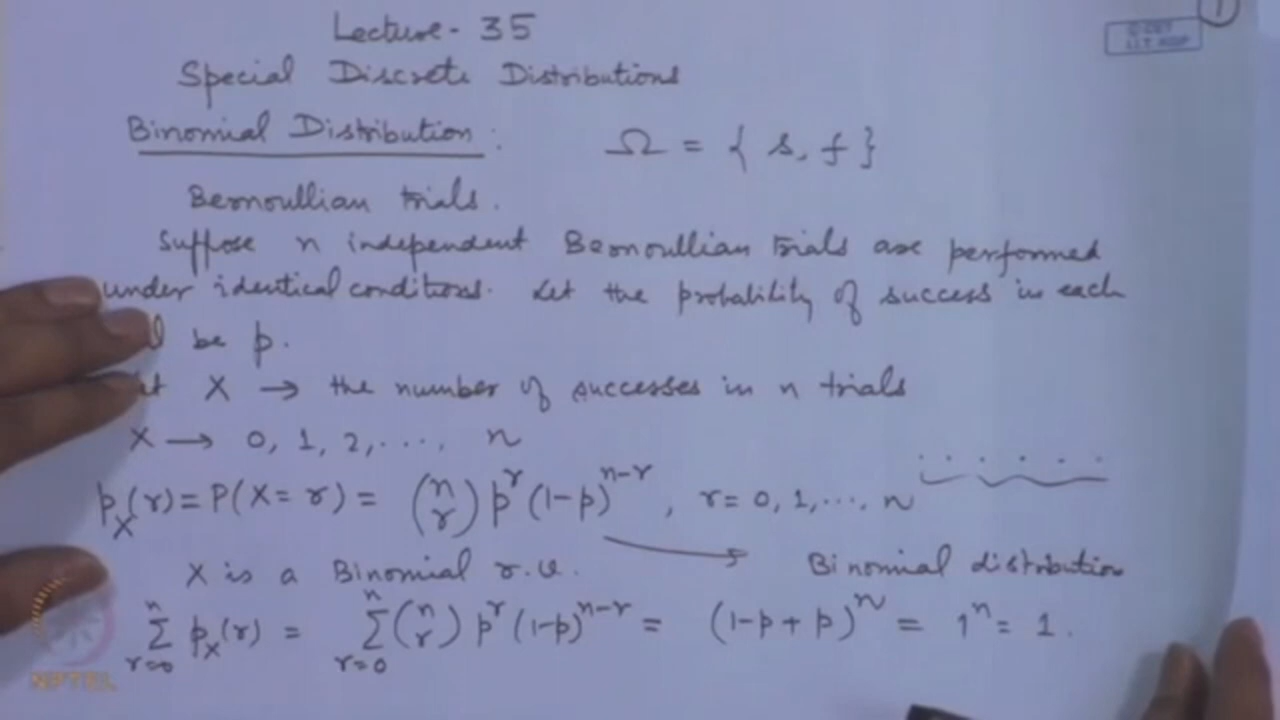 Lecture - 35
Special Discrete Distributions
Binomial Distribution : Ω = { s, f }
Bernoullian trials.
Suppose n independent Bernoullian trials are performed
under identical conditions. Let the probability of success in each
be p.
X → the number of successes in n trials
X → 0, 1, 2, ...., n
p_X(r) = P(X = r) = (n r) p^r (1-p)^{n-r}, r = 0, 1, ..., n
X is a Binomial r.v. → Binomial distribution
∑_{r=0}^{n} p_X(r) = ∑_{r=0}^{n} (n r) p^r (1-p)^{n-r} = (1-p+p)^n = 1^n = 1.
NPTEL
1